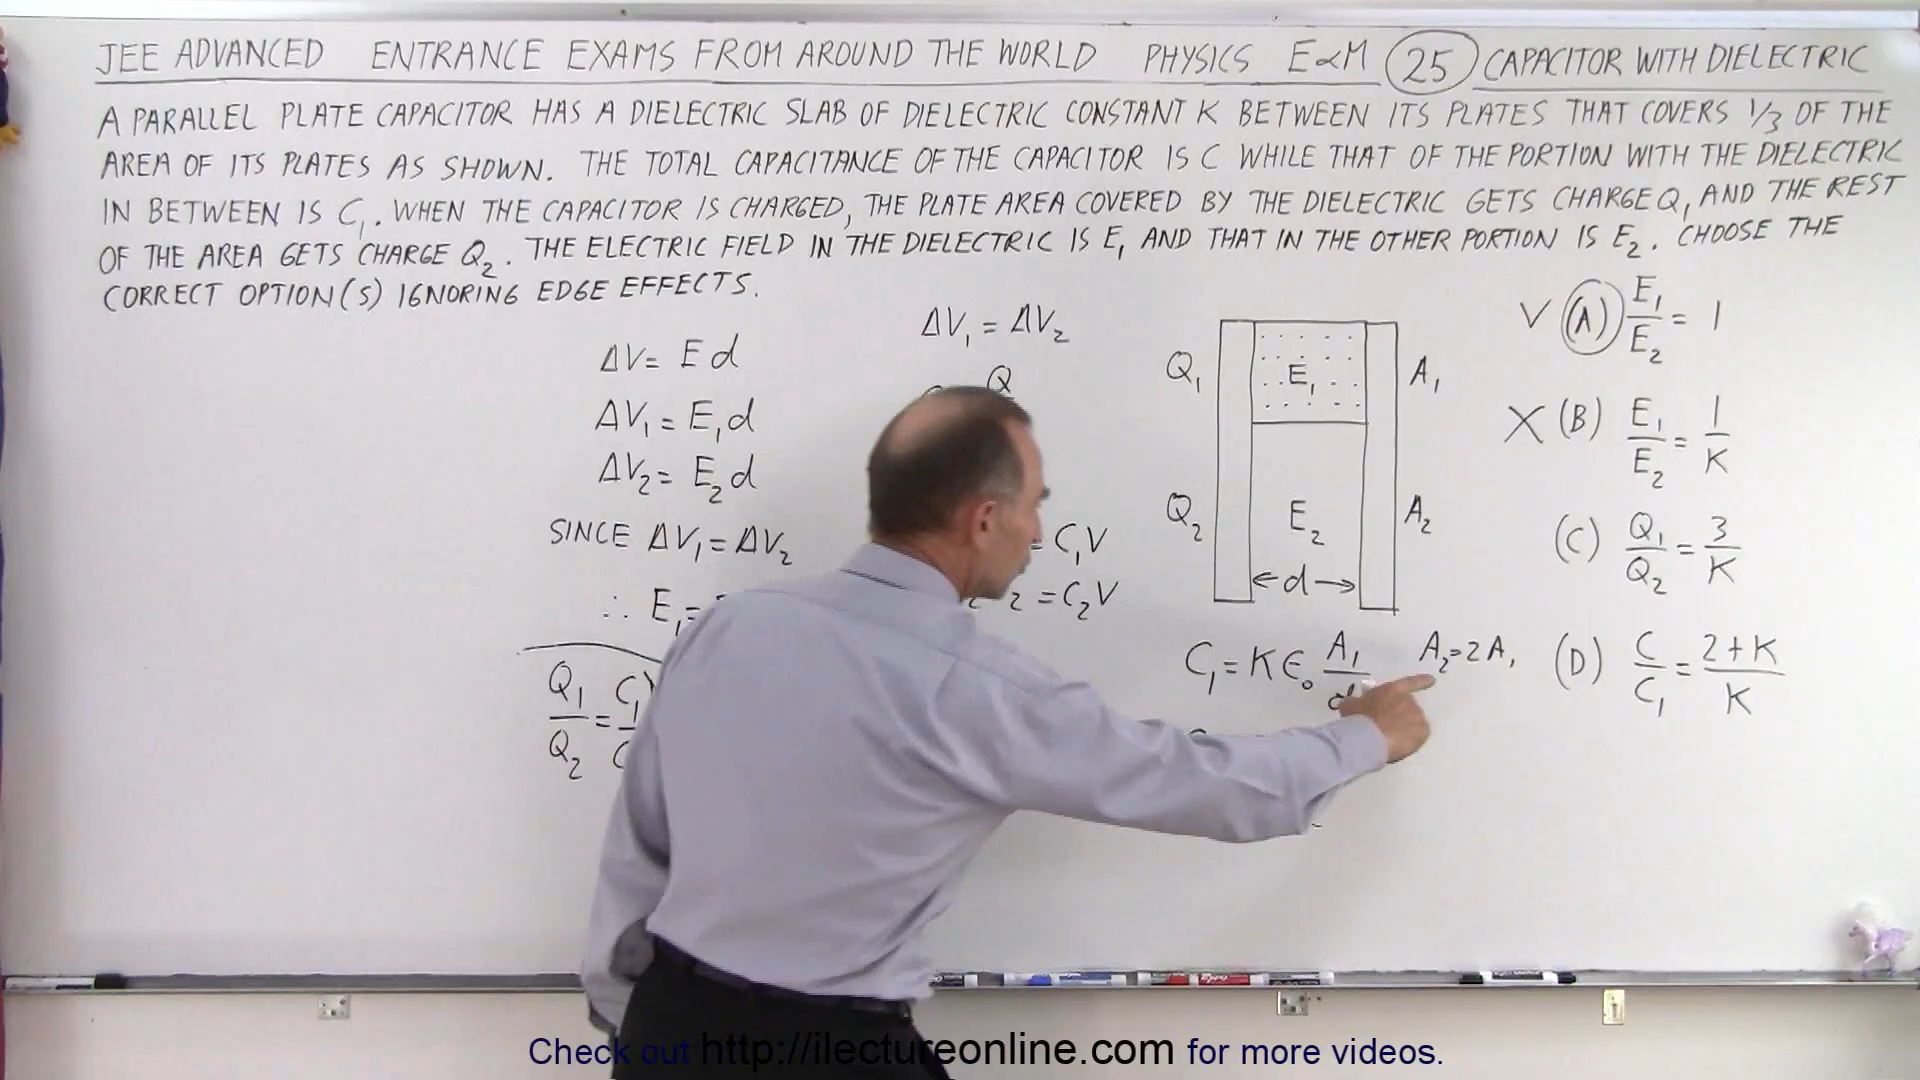 JEE ADVANCED ENTRANCE EXAMS FROM AROUND THE WORLD PHYSICS E∝M 25 CAPACITOR WITH DIELECTRIC
A PARALLEL PLATE CAPACITOR HAS A DIELECTRIC SLAB OF DIELECTRIC CONSTANT K BETWEEN ITS PLATES THAT COVERS 1/3 OF THE
AREA OF ITS PLATES AS SHOWN. THE TOTAL CAPACITANCE OF THE CAPACITOR IS C WHILE THAT OF THE PORTION WITH THE DIELECTRIC
IN BETWEEN IS C₁. WHEN THE CAPACITOR IS CHARGED, THE PLATE AREA COVERED BY THE DIELECTRIC GETS CHARGE Q₁ AND THE REST
OF THE AREA GETS CHARGE Q₂. THE ELECTRIC FIELD IN THE DIELECTRIC IS E₁ AND THAT IN THE OTHER PORTION IS E₂. CHOOSE THE
CORRECT OPTION(S) IGNORING EDGE EFFECTS.
ΔV = Ed
ΔV₁ = E₁d
ΔV₂ = E₂d
SINCE ΔV₁ = ΔV₂
∴ E₁ =
Q₁/Q₂ = C₁
ΔV₁ = ΔV₂
Q
= C₁V
₂ = C₂V
Q₁ E₁ A₁
Q₂ E₂ A₂
←d→
C₁ = Kϵ₀ A₁/d A₂=2A₁
V (A) E₁/E₂ = 1
X (B) E₁/E₂ = 1/K
(C) Q₁/Q₂ = 3/K
(D) C/C₁ = 2+K/K
Check out http://ilectureonline.com for more videos.